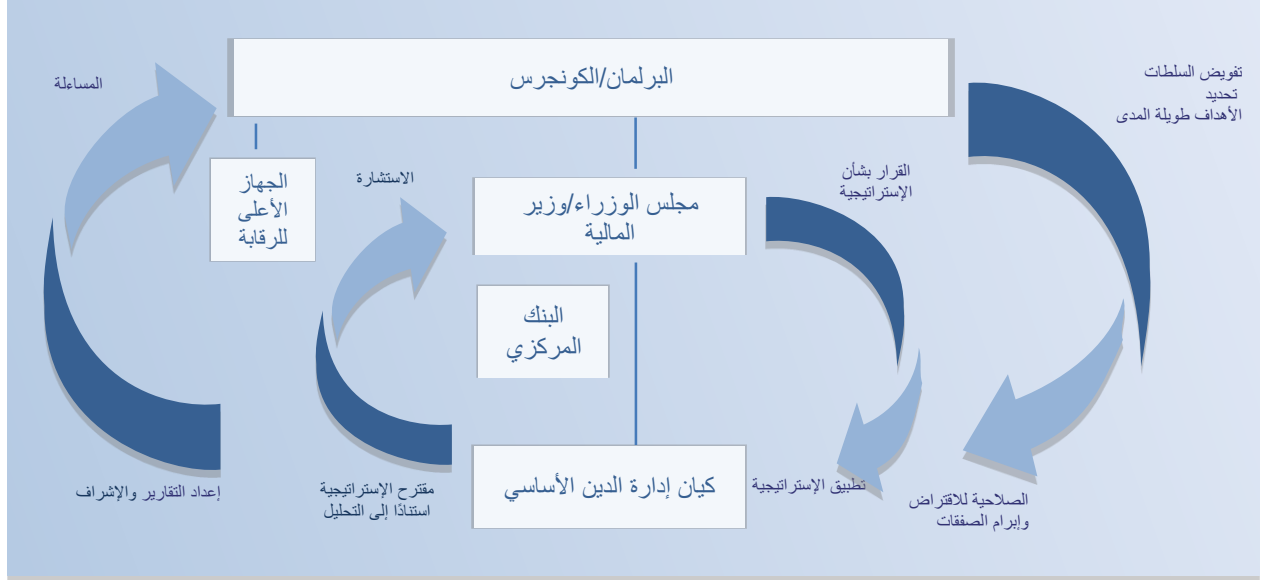 البرلمان/الكونجرس
تفويض السلطات
تحديد
الأهداف طويلة المدى
المساءلة
القرار بشأن
الإستراتيجية
مجلس الوزراء/وزير
المالية
الاستشارة
الجهاز
الأعلى
للرقابة
البنك
المركزي
الصلاحية للاقتراض
وإبرام الصفقات
تطبيق الإستراتيجية
كيان إدارة الدين الأساسي
مقترح الإستراتيجية
استنادًا إلى التحليل
إعداد التقارير والإشراف